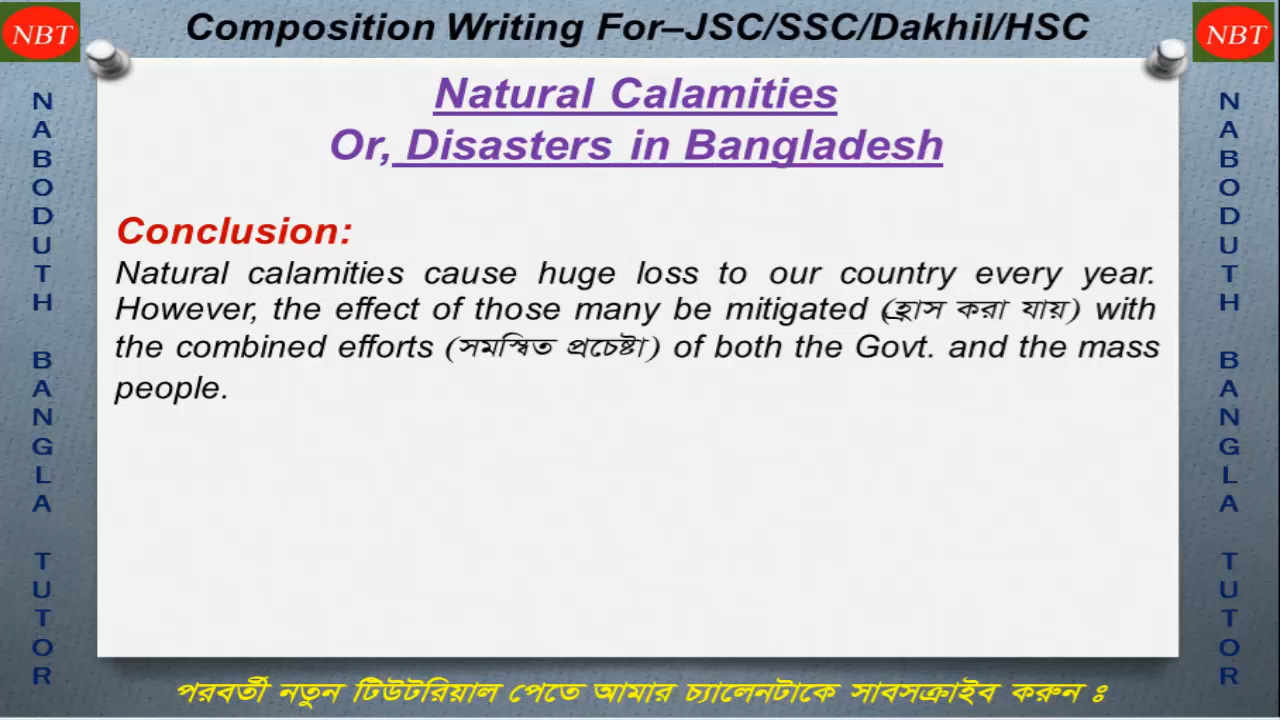 Composition Writing For–JSC/SSC/Dakhil/HSC
NBT
NBT
Natural Calamities
Or, Disasters in Bangladesh
Conclusion:
Natural calamities cause huge loss to our country every year.
However, the effect of those many be mitigated (হ্রাস করা যায়) with
the combined efforts (সমন্বিত প্রচেষ্টা) of both the Govt. and the mass
people.
NABODUTH BANGLA TUTOR
NABODUTH BANGLA TUTOR
পরবর্তী নতুন টিউটরিয়াল পেতে আমার চ্যালেনটাকে সাবসক্রাইব করুন ঃ